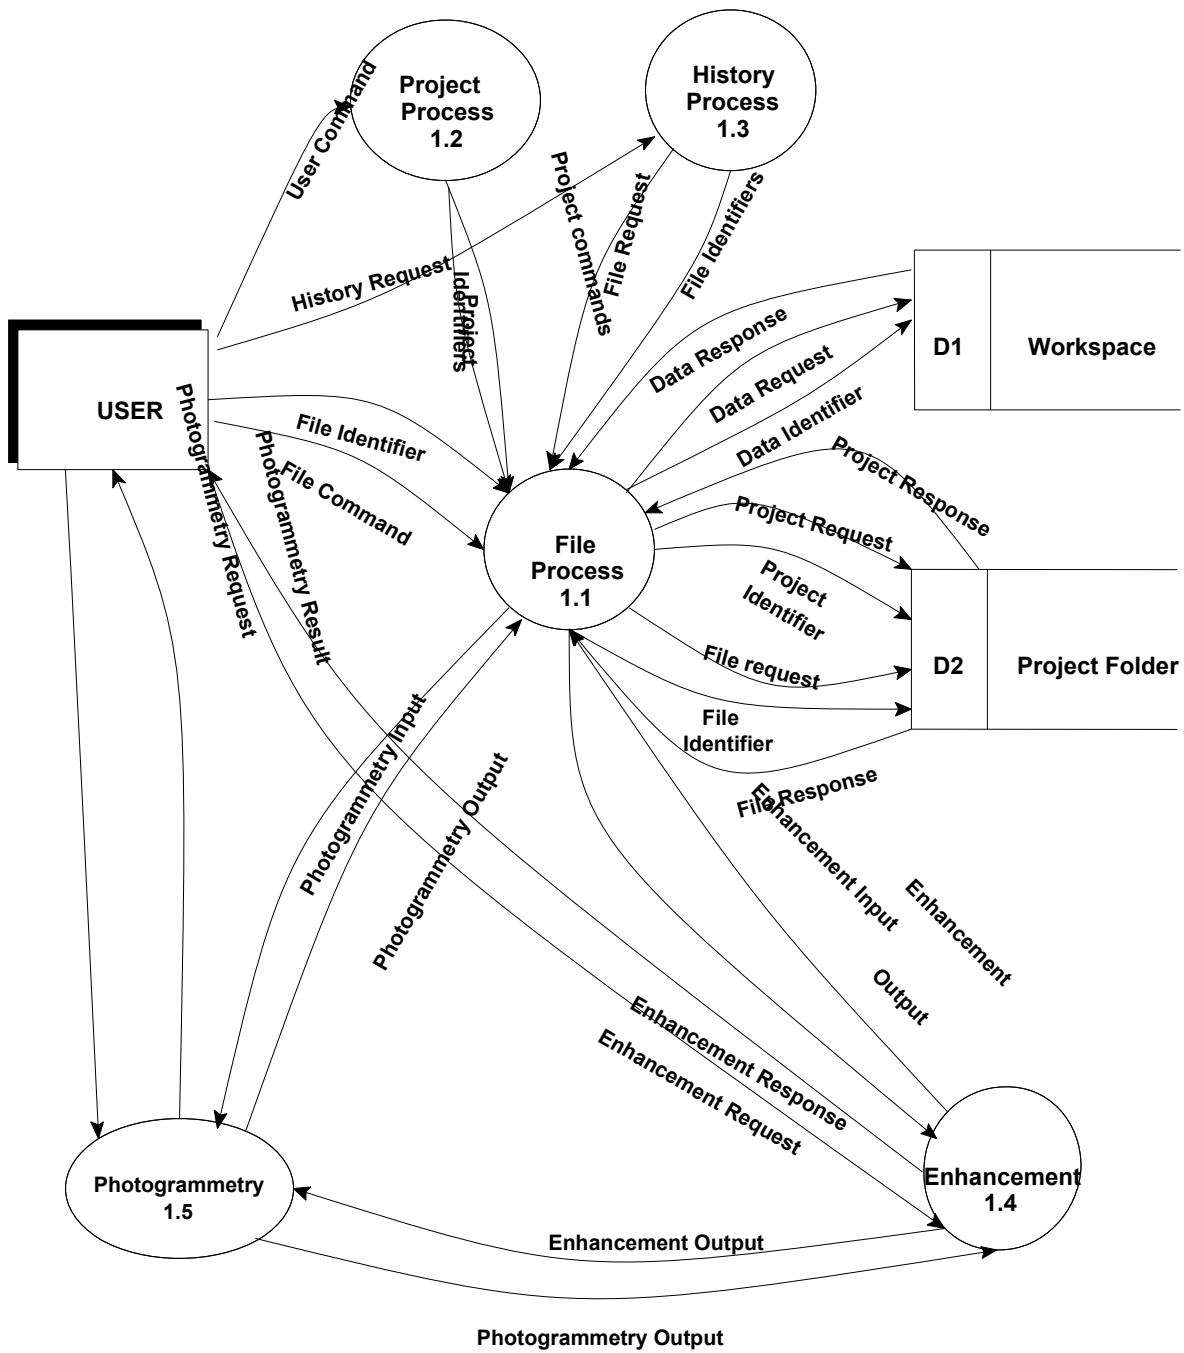 Project
Process
1.2
History
Process
1.3
User Command
History Request
Project
Identifiers
Project commands
File Request
File Identifiers
USER
File Identifier
File Command
Photogrammetry Request
Photogrammetry Result
Data Response
Data Request
Data Identifier
D1
Workspace
File
Process
1.1
Project Response
Project Request
Project
Identifier
File request
File
Identifier
File Response
D2
Project Folder
Photogrammetry Input
Photogrammetry Output
Enhancement Input
Enhancement
Output
Enhancement Response
Enhancement Request
Photogrammetry
1.5
Enhancement
1.4
Enhancement Output
Photogrammetry Output